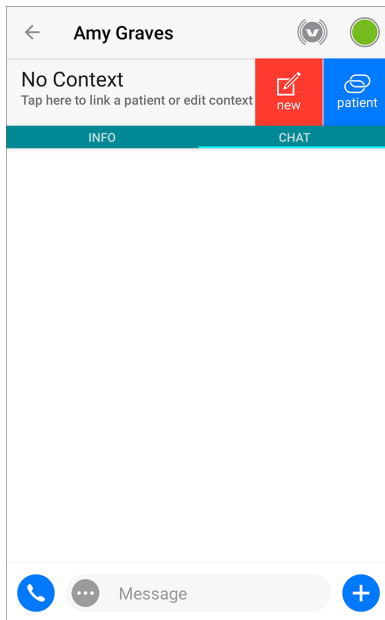 Amy Graves
No Context
Tap here to link a patient or edit context
new
patient
INFO
CHAT
Message